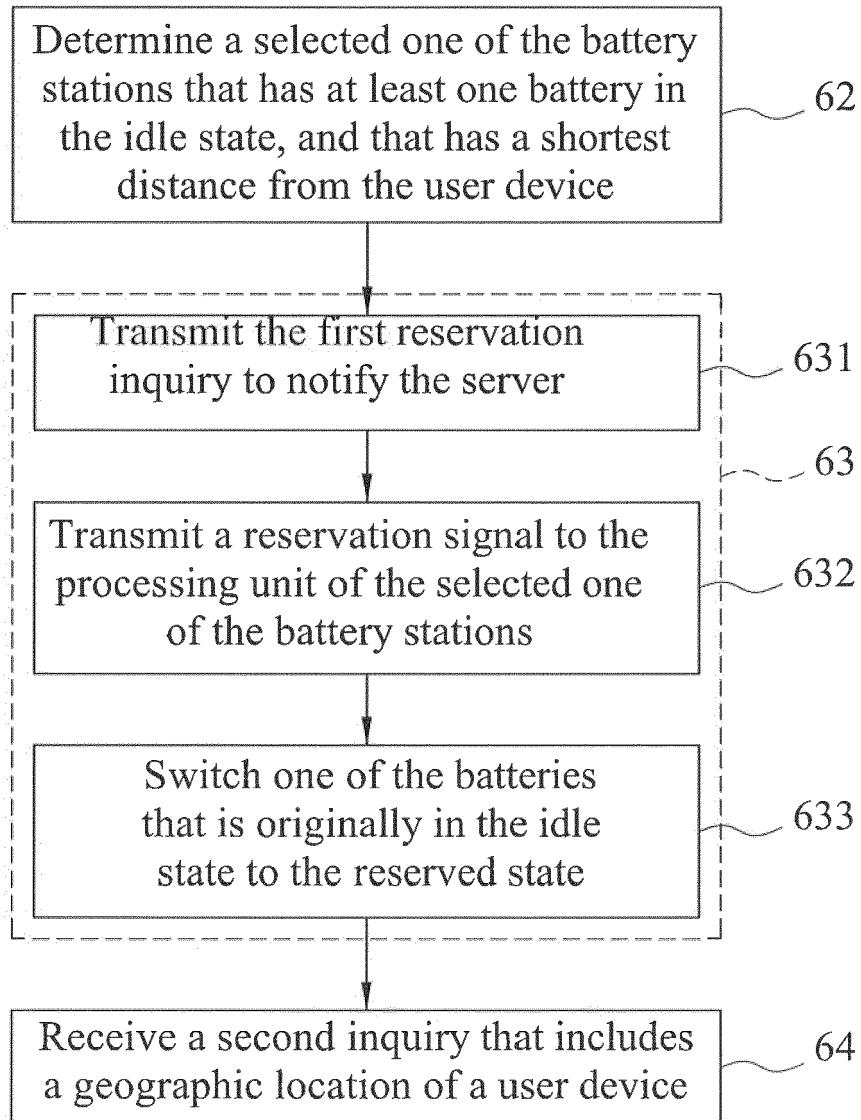 Determine a selected one of the battery
stations that has at least one battery in
the idle state, and that has a shortest
distance from the user device
62
Transmit the first reservation
inquiry to notify the server
631
63
Transmit a reservation signal to the
processing unit of the selected one
of the battery stations
632
Switch one of the batteries
that is originally in the idle
state to the reserved state
633
Receive a second inquiry that includes
a geographic location of a user device
64